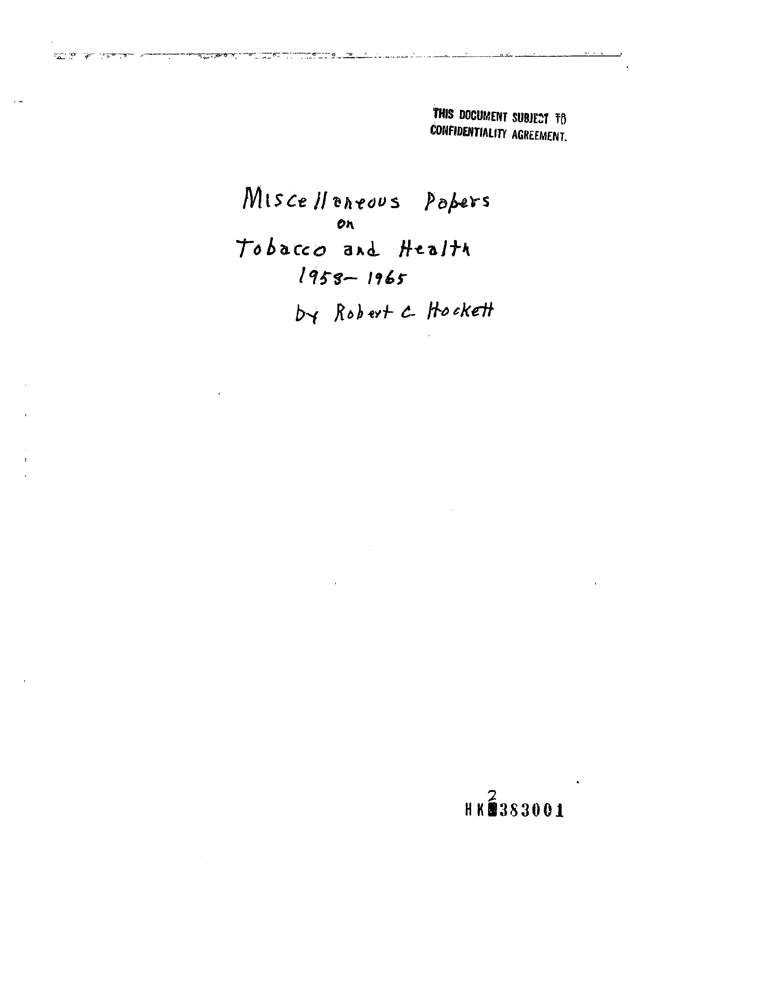 THIS DOCUMENT SUBJECT TO
CONFIDENTIALITY AGREEMENT.
Miscellaneous Papers
on
Tobacco and Health
1958-1965
by Robert C. Hockett
2
HK 383001